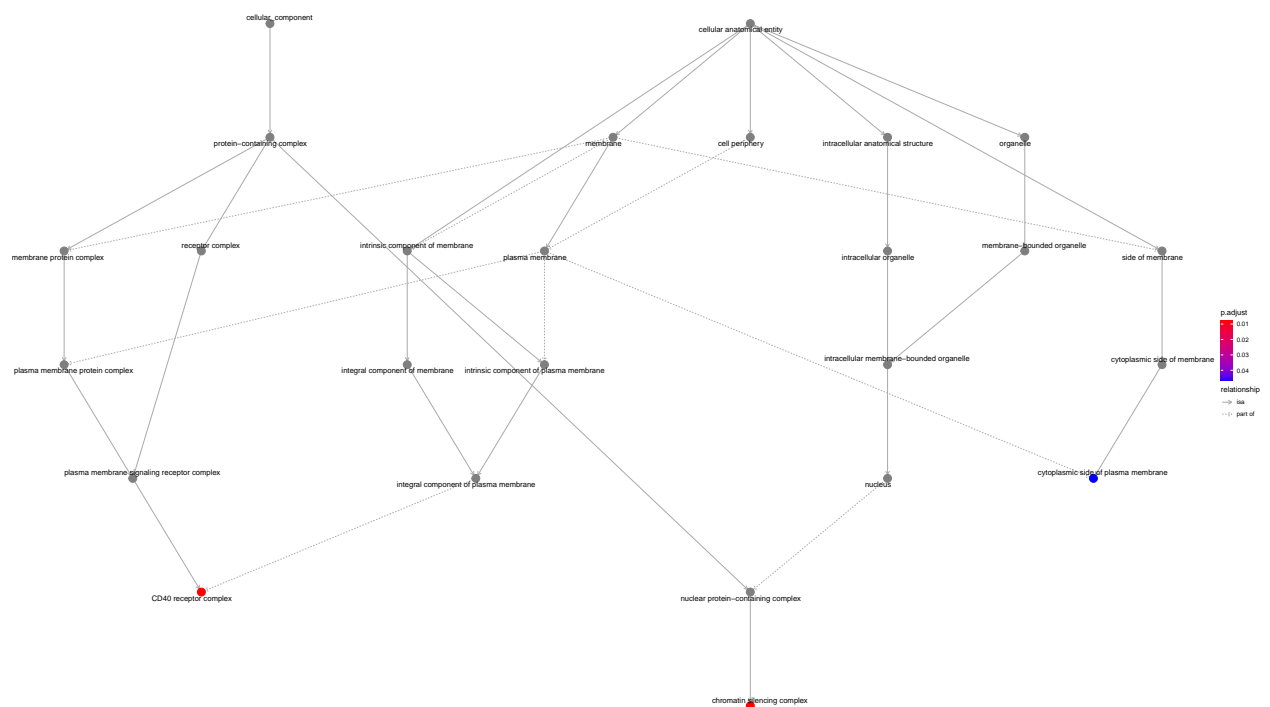 cellular_component
cellular anatomical entity
protein−containing complex
membrane
cell periphery
intracellular anatomical structure
organelle
membrane protein complex
receptor complex
intrinsic component of membrane
plasma membrane
intracellular organelle
membrane−bounded organelle
side of membrane
plasma membrane protein complex
integral component of membrane
intrinsic component of plasma membrane
intracellular membrane−bounded organelle
cytoplasmic side of membrane
plasma membrane signaling receptor complex
integral component of plasma membrane
nucleus
cytoplasmic side of plasma membrane
CD40 receptor complex
nuclear protein−containing complex
chromatin silencing complex
p.adjust
0.01
0.02
0.03
0.04
relationship
isa
part of